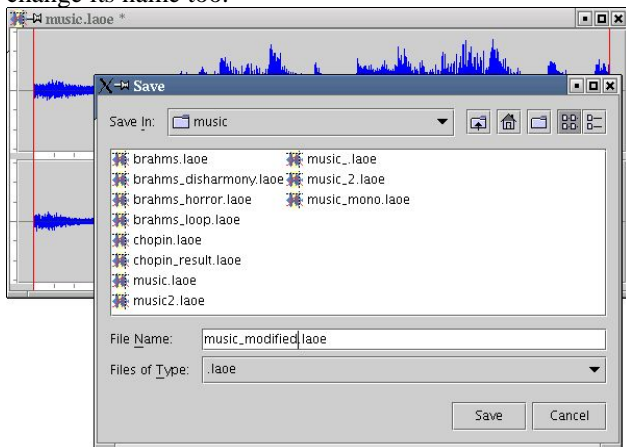 change its name too.
music.laoe *
Save
Save In: music
brahms.laoe music_.laoe
brahms_disharmony.laoe music_2.laoe
brahms_horror.laoe music_mono.laoe
brahms_loop.laoe
chopin.laoe
chopin_result.laoe
music.laoe
music2.laoe
File Name: music_modified.laoe
Files of Type: .laoe
Save Cancel